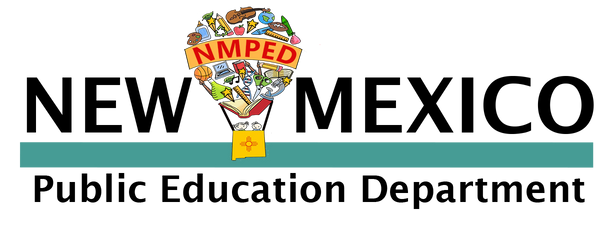 NMPED
NEW MEXICO
Public Education Department